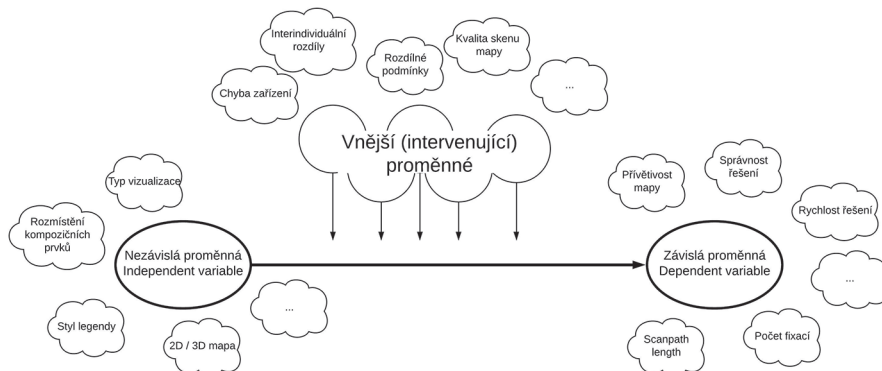 Interindividuální
rozdíly
Rozdílné
podmínky
Kvalita skenu
mapy
Chyba zařízení
...
Vnější (intervenující)
proměnné
Typ vizualizace
Rozmístění
kompozičních
prvků
Nezávislá proměnná
Independent variable
Styl legendy
2D / 3D mapa
...
Přívětivost
mapy
Správnost
řešení
Rychlost řešení
Závislá proměnná
Dependent variable
...
Scanpath
length
Počet fixací